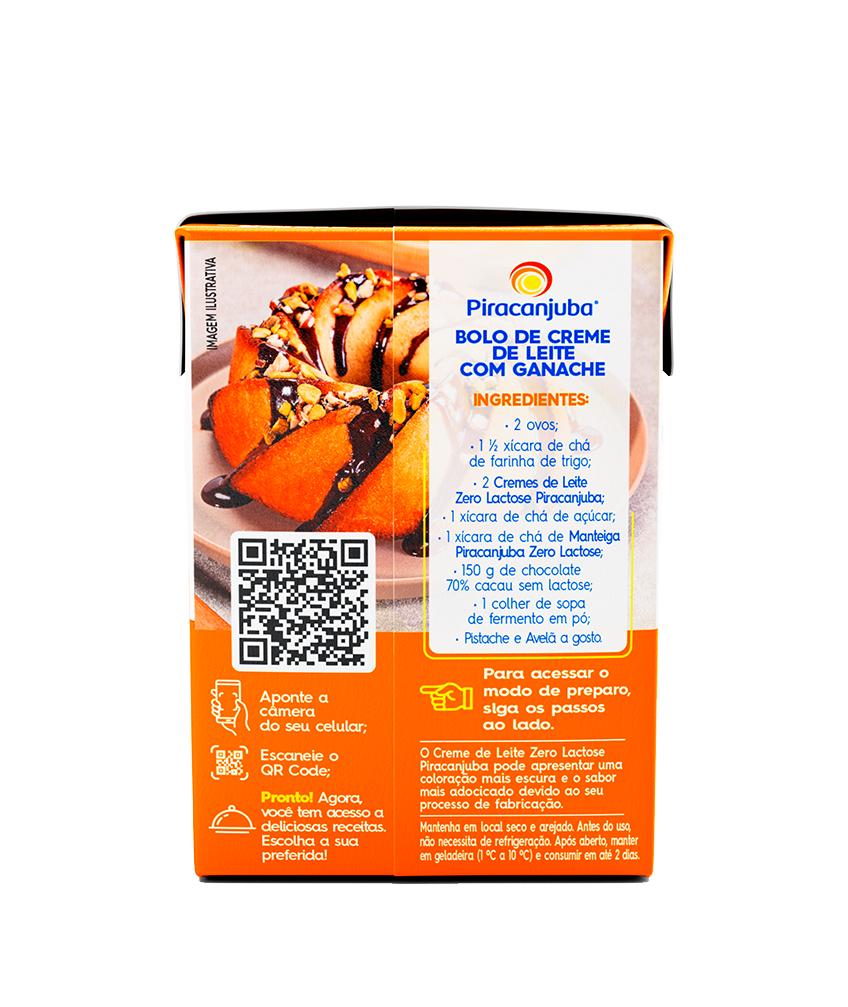 IMAGEM ILUSTRATIVA
Piracanjuba®
BOLO DE CREME
DE LEITE
COM GANACHE
INGREDIENTES:
• 2 ovos;
• 1 ½ xícara de chá
de farinha de trigo;
• 2 Cremes de Leite
Zero Lactose Piracanjuba;
• 1 xícara de chá de açúcar;
• 1 xícara de chá de Manteiga
Piracanjuba Zero Lactose;
• 150 g de chocolate
70% cacau sem lactose;
• 1 colher de sopa
de fermento em pó;
• Pistache e Avelã a gosto.
Para acessar o
modo de preparo,
siga os passos
ao lado.
Aponte a
câmera
do seu celular;
Escaneie o
QR Code;
Pronto! Agora,
você tem acesso a
deliciosas receitas.
Escolha a sua
preferida!
O Creme de Leite Zero Lactose
Piracanjuba pode apresentar uma
coloração mais escura e o sabor
mais adocicado devido ao seu
processo de fabricação.
Mantenha em local seco e arejado. Antes do uso,
não necessita de refrigeração. Após aberto, manter
em geladeira (1 ºC a 10 ºC) e consumir em até 2 dias.